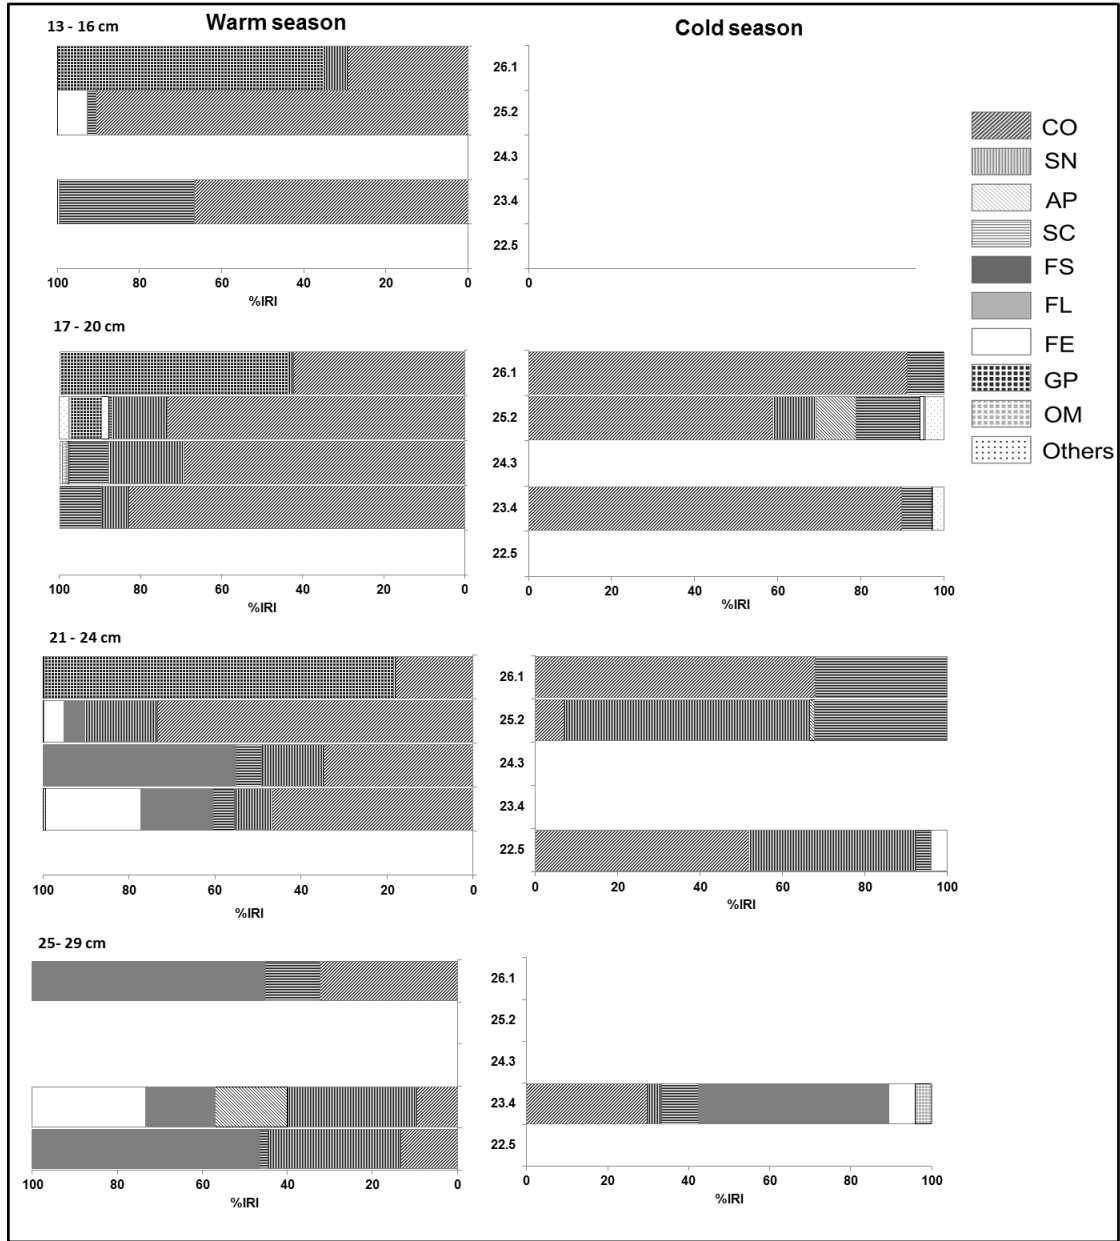 Warm season
Cold season
13 - 16 cm
26.1
25.2
24.3
23.4
22.5
100 80 60 40 20 0
%IRI
0
CO
SN
AP
SC
FS
FL
FE
GP
OM
Others
17 - 20 cm
26.1
25.2
24.3
23.4
22.5
100 80 60 40 20 0
%IRI
0 20 40 60 80 100
%IRI
21 - 24 cm
26.1
25.2
24.3
23.4
22.5
100 80 60 40 20 0
%IRI
0 20 40 60 80 100
%IRI
25- 29 cm
26.1
25.2
24.3
23.4
22.5
100 80 60 40 20 0
%IRI
0 20 40 60 80 100
%IRI